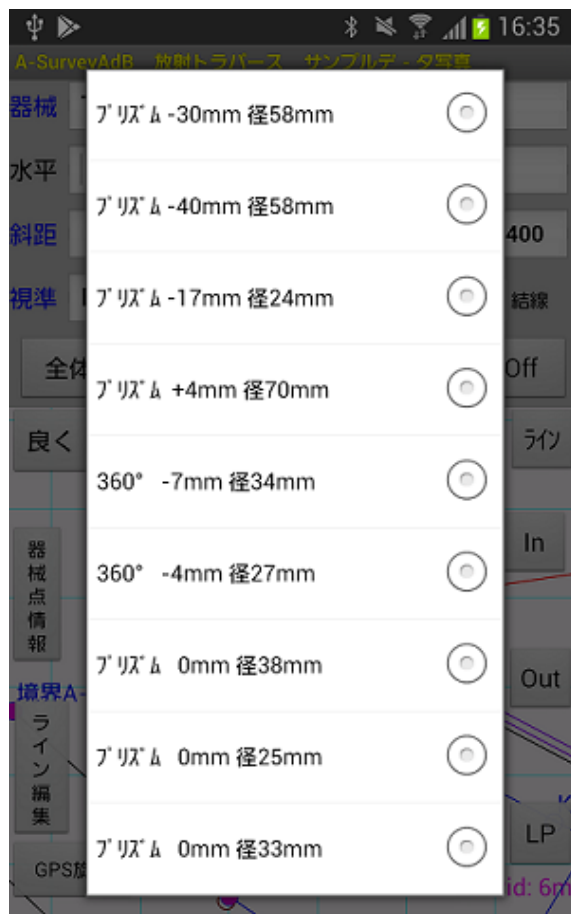 16:35
A-SurveyAdB 放射トラバース サンプルデ - タ写真
器械
水平
斜距
400
視準
結線
全体
Off
良く
ﾗｲﾝ
ﾌﾟﾘｽﾞﾑ -30mm 径58mm
ﾌﾟﾘｽﾞﾑ -40mm 径58mm
ﾌﾟﾘｽﾞﾑ -17mm 径24mm
ﾌﾟﾘｽﾞﾑ +4mm 径70mm
360° -7mm 径34mm
360° -4mm 径27mm
ﾌﾟﾘｽﾞﾑ 0mm 径38mm
ﾌﾟﾘｽﾞﾑ 0mm 径25mm
ﾌﾟﾘｽﾞﾑ 0mm 径33mm
器械点情報
In
境界A-
Out
ライン編集
LP
GPS放
id: 6m